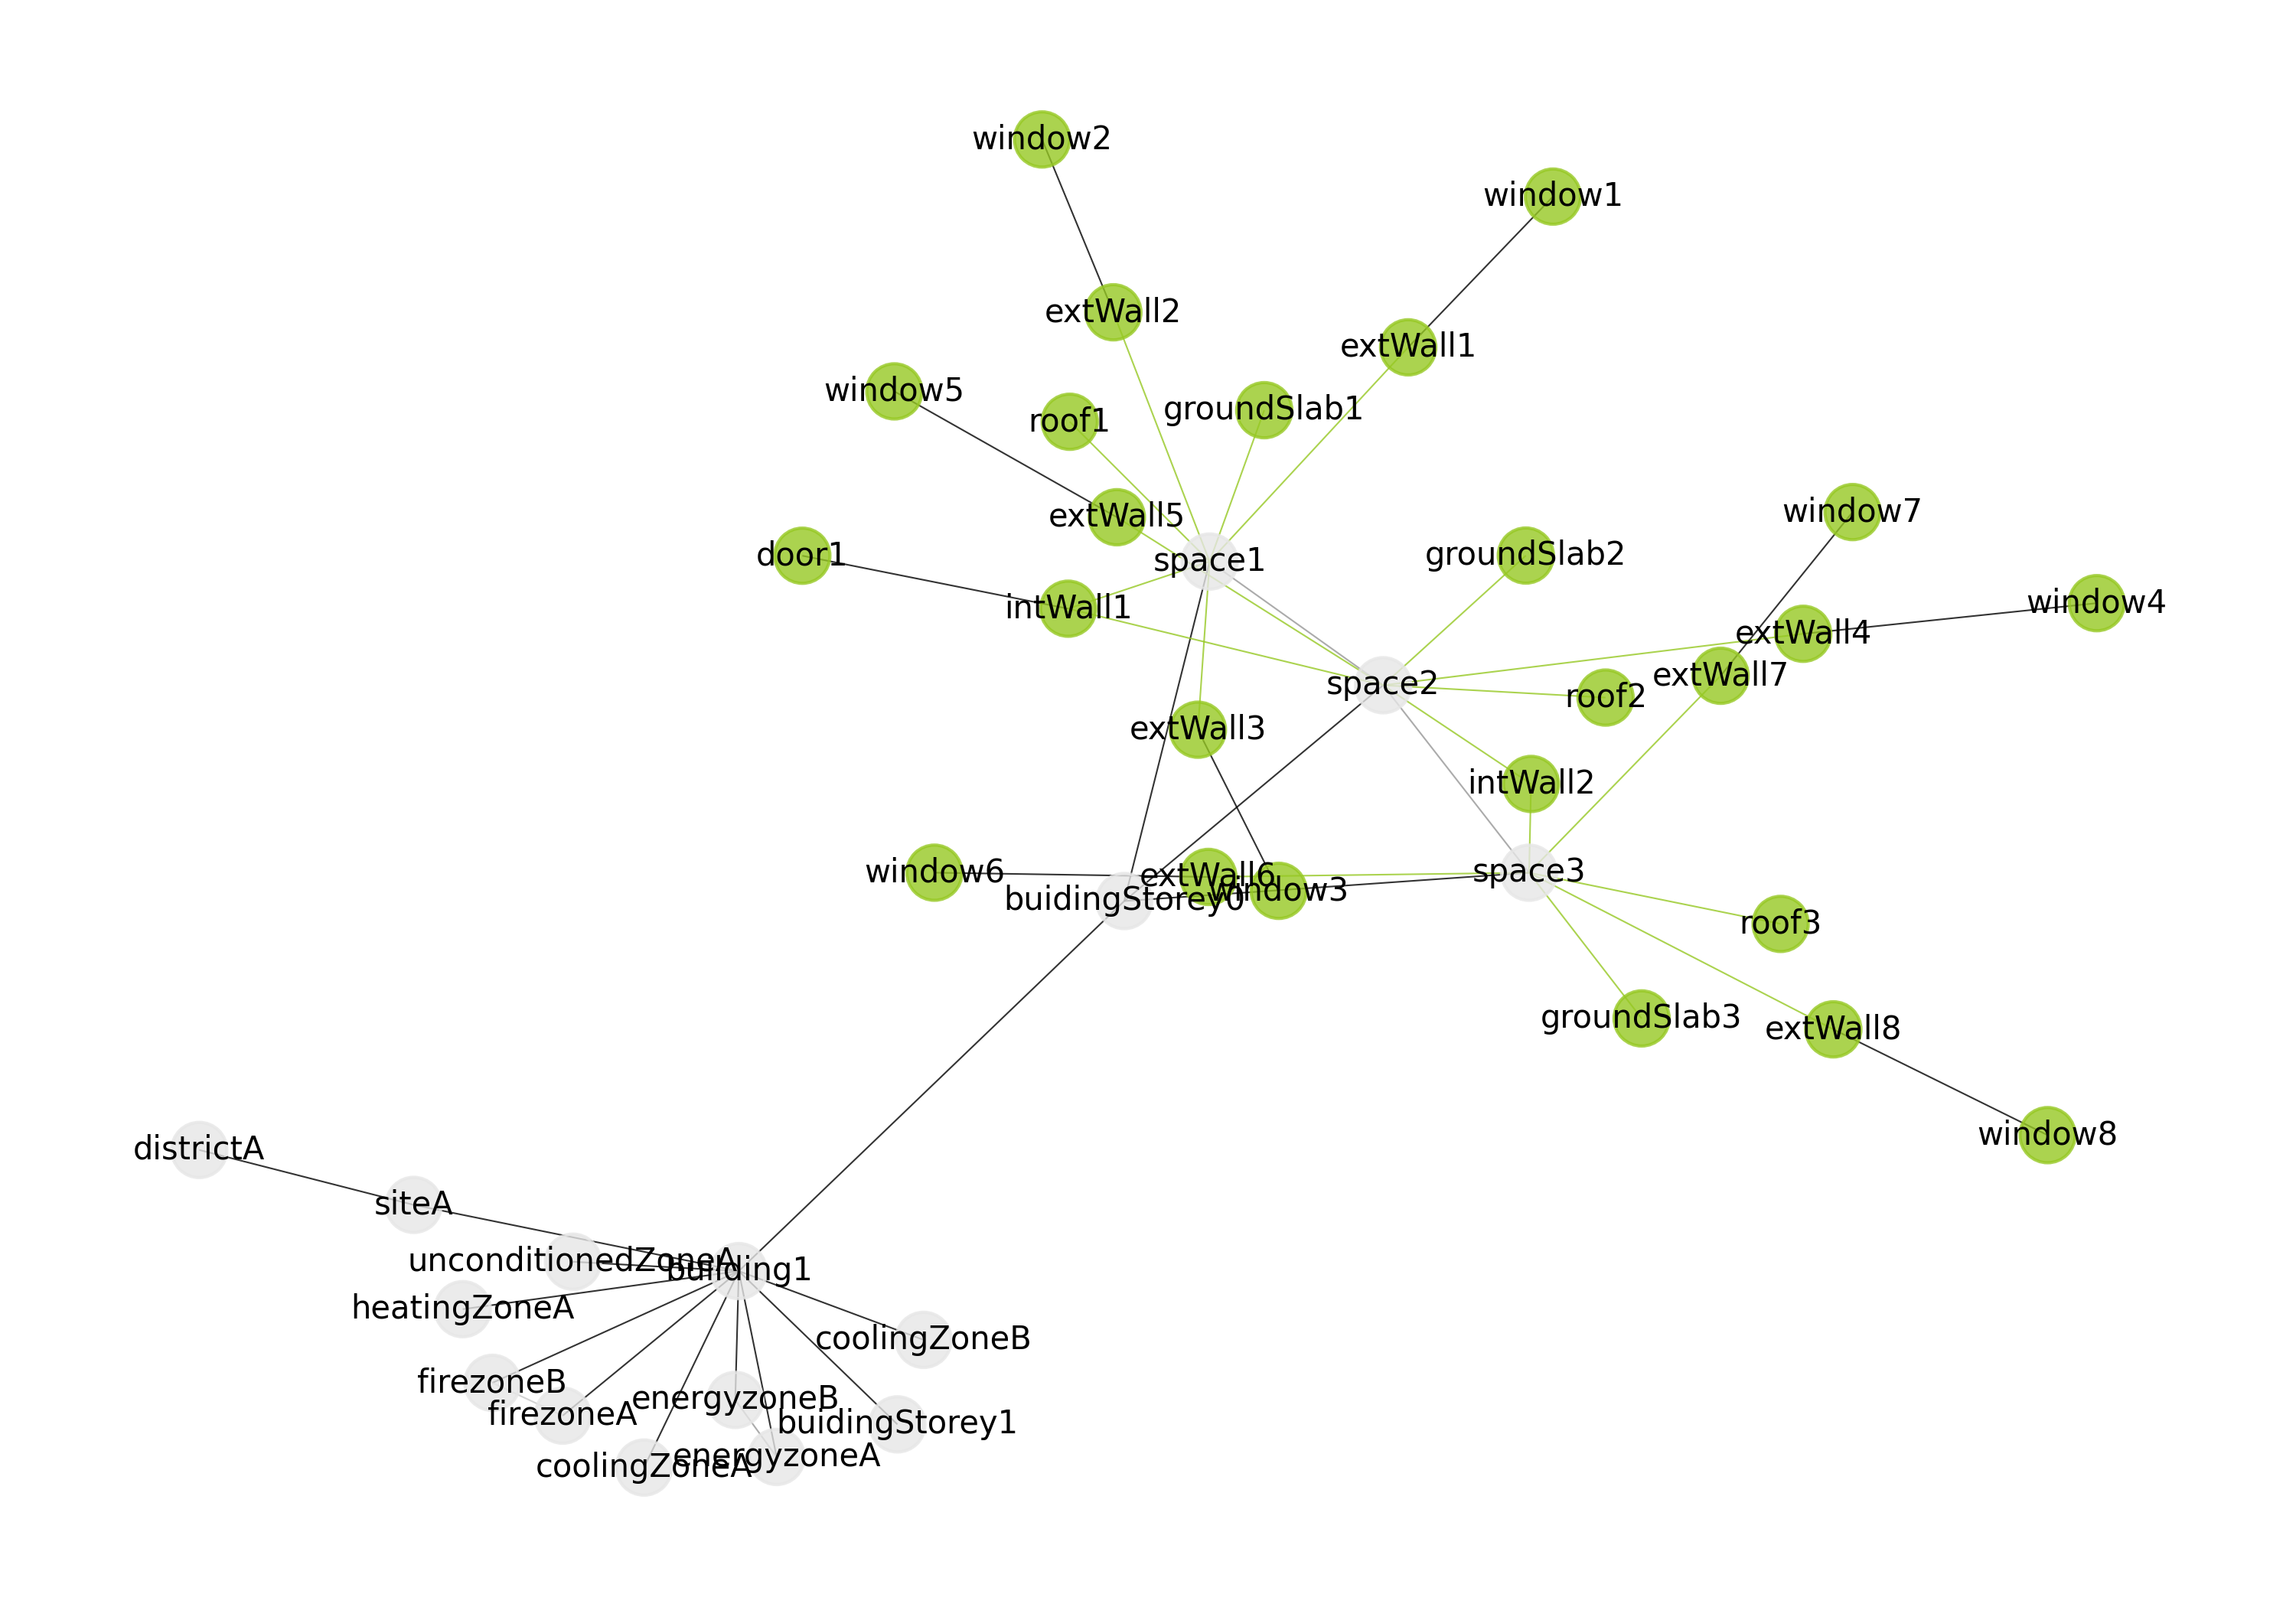 window2
window1
extWall2
extWall1
window5
roof1
groundSlab1
window7
extWall5
door1
space1
groundSlab2
window4
intWall1
extWall4
extWall7
space2
roof2
extWall3
intWall2
window6
extWall6
space3
window3
buidingStorey0
roof3
groundSlab3
extWall8
window8
districtA
siteA
unconditionedZoneA
building1
heatingZoneA
coolingZoneB
firezoneB
energyzoneB
firezoneA
buidingStorey1
energyzoneA
coolingZoneA